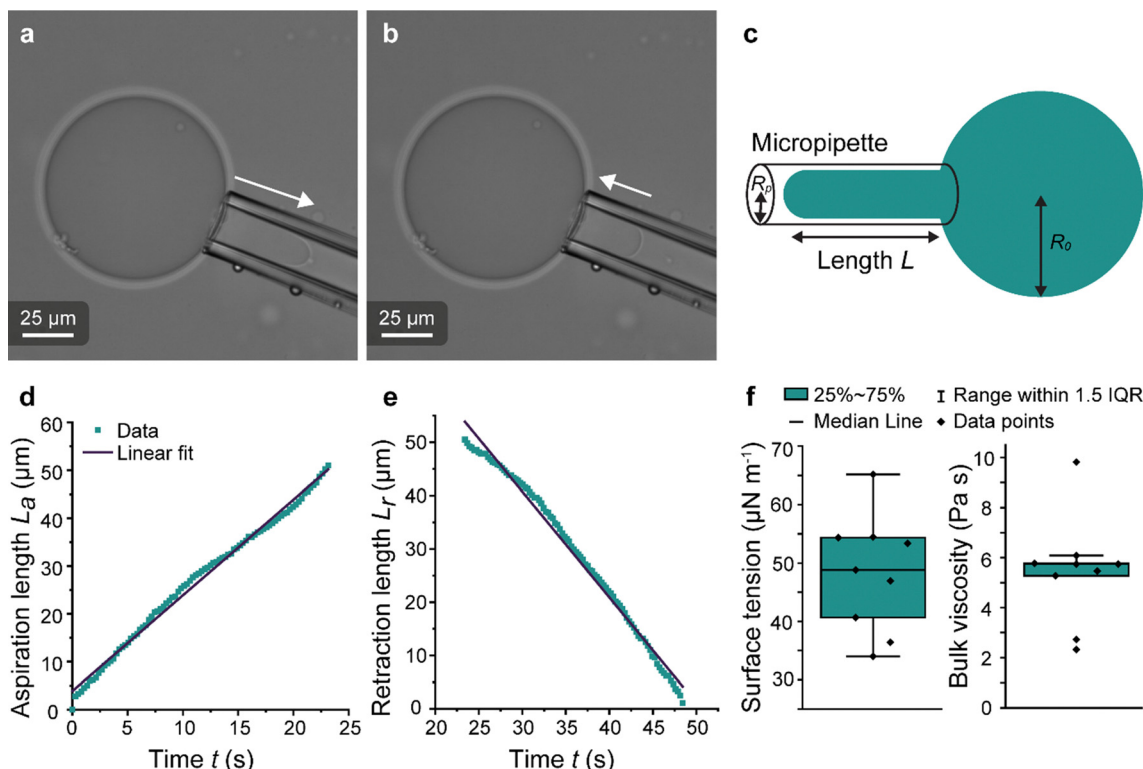 a
25 µm
b
25 µm
c
Micropipette
Rp
Length L
R0
d
Aspiration length La (µm)
60
50
40
30
20
10
0
Data
Linear fit
0 5 10 15 20 25
Time t (s)
e
Retraction length Lr (µm)
50
40
30
20
10
0
20 25 30 35 40 45 50
Time t (s)
f
25%~75%
Range within 1.5 IQR
Median Line
Data points
Surface tension (µN m⁻¹)
70
60
50
40
30
Bulk viscosity (Pa s)
10
8
6
4
2
0